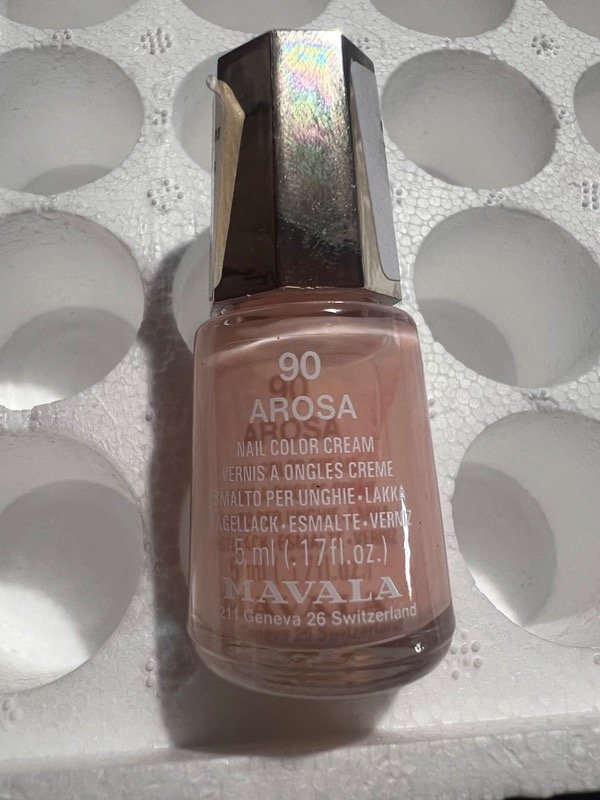 90
AROSA
NAIL COLOR CREAM
VERNIS A ONGLES CREME
SMALTO PER UNGHIE•LAKKA
AGELLACK•ESMALTE•VERNIZ
5 ml (.17fl.oz.)
MAVALA
211 Geneva 26 Switzerland